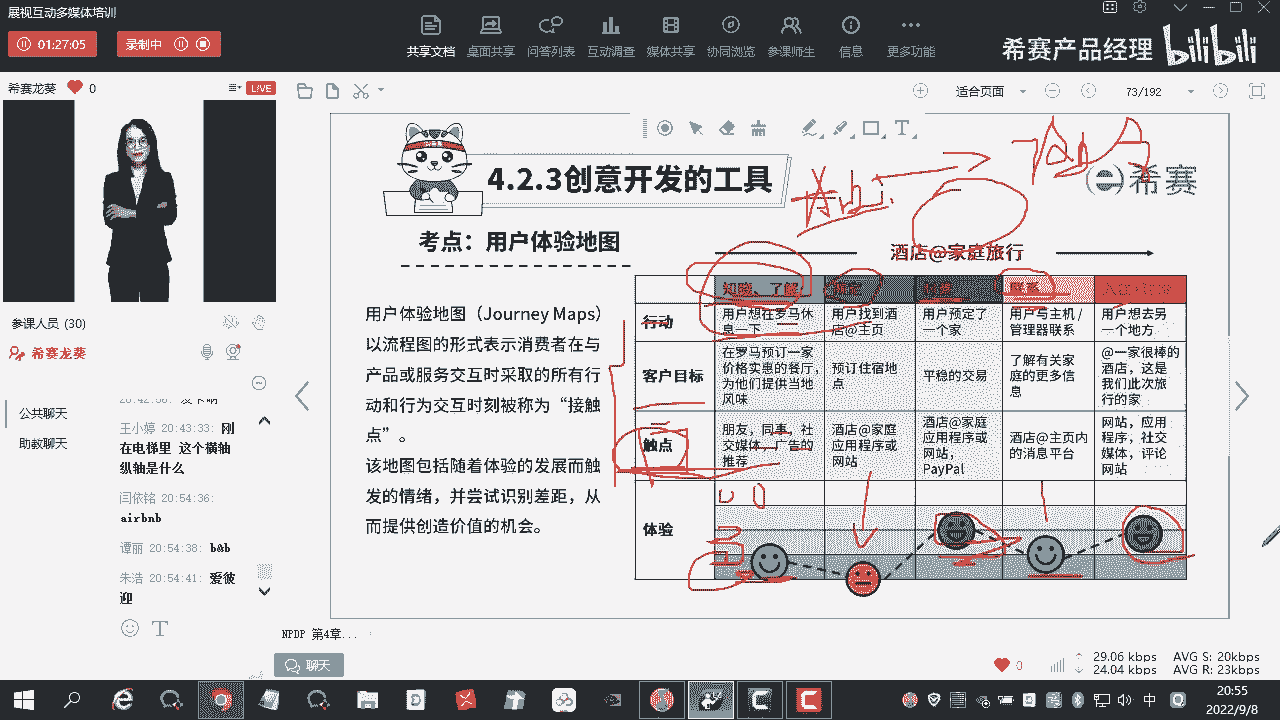 展视互动多媒体培训
01:27:05
录制中
共享文档 桌面共享 问答列表 互动调查 媒体共享 协同浏览 参课师生 信息 更多功能
希赛产品经理 bilibili
希赛龙葵 0 LIVE
适合页面 73/192
参课人员 (30)
希赛龙葵
公共聊天
助教聊天
王小婷 20:43:33: 刚
在电梯里 这个横轴
纵轴是什么
闫依铭 20:54:36:
airbnb
谭丽 20:54:38: b&b
朱浩 20:54:41: 爱彼
迎
4.2.3创意开发的工具
希赛
考点：用户体验地图
用户体验地图（Journey Maps）
以流程图的形式表示消费者在与
产品或服务交互时采取的所有行
动和行为交互时刻被称为“接触
点”。
该地图包括随着体验的发展而触
发的情绪，并尝试识别差距，从
而提供创造价值的机会。
酒店@家庭旅行
知晓、了解
行动
用户想在罗马休
息一下
用户找到酒
店@主页
用户预定了
一个家
用户与主机/
管理器联系
用户想去另
一个地方
客户目标
在罗马预订一家
价格实惠的餐厅，
为他们提供当地
风味
预订住宿地
点
平稳的交易
了解有关家
庭的更多信
息
@一家很棒的
酒店，这是
我们此次旅
行的家
触点
朋友，同事，社
交媒体，广告的
推荐
酒店@家庭
应用程序或
网站
酒店@家庭
应用程序或
网站，
PayPal
酒店@主页内
的消息平台
网站，应用
程序，社交
媒体，评论
网站
体验
NPDP 第4章...
聊天
0
29.06 kbps AVG S: 20kbps
24.04 kbps AVG R: 23kbps
中
20:55
2022/9/8